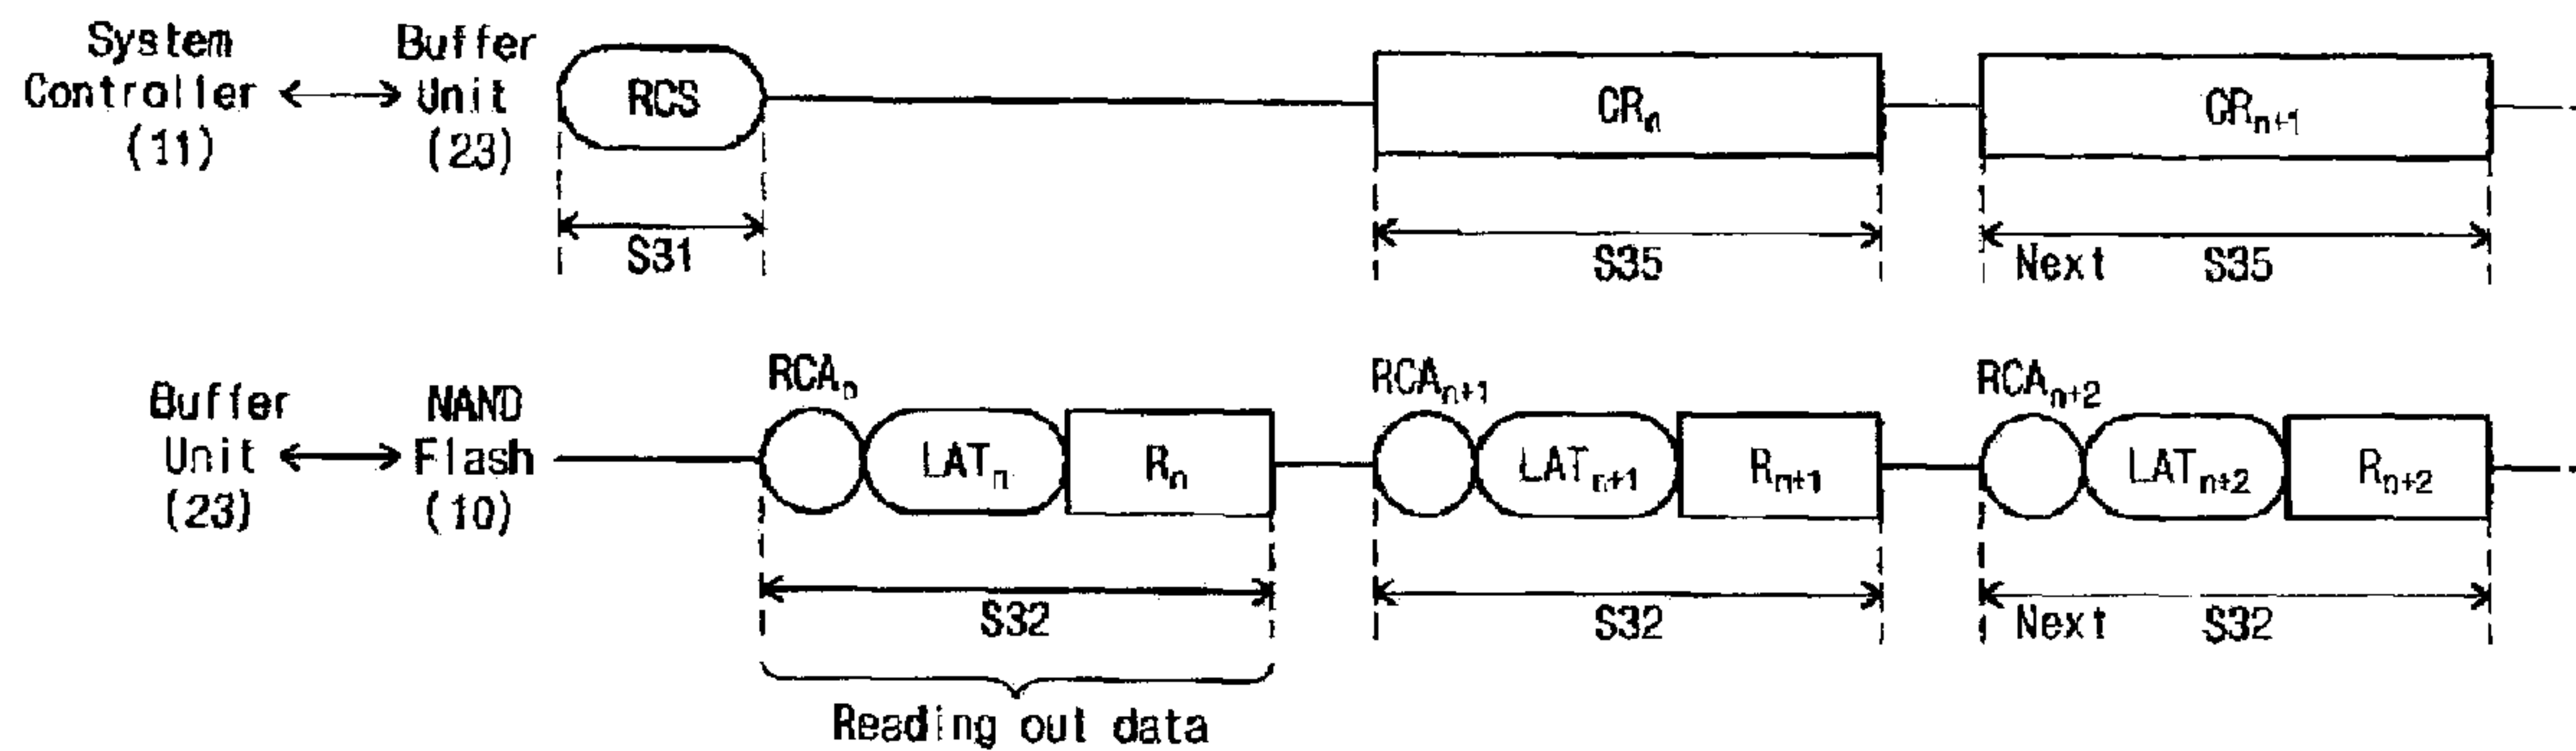 System Controller (11)
Buffer Unit (23)
RCS
CRₙ
CRₙ₊₁
S31
S35
Next S35
Buffer Unit (23)
NAND Flash (10)
RCAₙ
LATₙ
Rₙ
RCAₙ₊₁
LATₙ₊₁
Rₙ₊₁
RCAₙ₊₂
LATₙ₊₂
Rₙ₊₂
S32
S32
Next S32
Reading out data